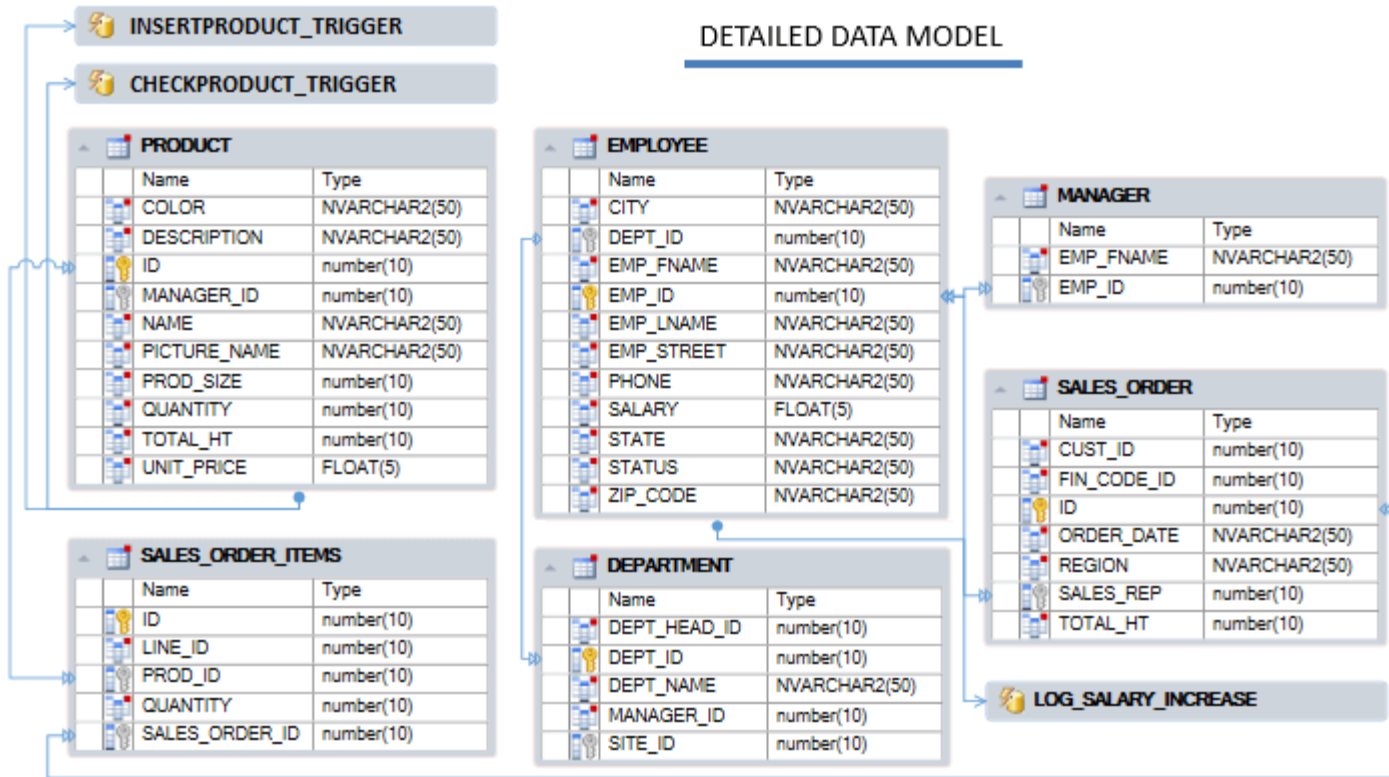 INSERTPRODUCT_TRIGGER
CHECKPRODUCT_TRIGGER
DETAILED DATA MODEL
PRODUCT
Name Type
COLOR NVARCHAR2(50)
DESCRIPTION NVARCHAR2(50)
ID number(10)
MANAGER_ID number(10)
NAME NVARCHAR2(50)
PICTURE_NAME NVARCHAR2(50)
PROD_SIZE number(10)
QUANTITY number(10)
TOTAL_HT number(10)
UNIT_PRICE FLOAT(5)
EMPLOYEE
Name Type
CITY NVARCHAR2(50)
DEPT_ID number(10)
EMP_FNAME NVARCHAR2(50)
EMP_ID number(10)
EMP_LNAME NVARCHAR2(50)
EMP_STREET NVARCHAR2(50)
PHONE NVARCHAR2(50)
SALARY FLOAT(5)
STATE NVARCHAR2(50)
STATUS NVARCHAR2(50)
ZIP_CODE NVARCHAR2(50)
MANAGER
Name Type
EMP_FNAME NVARCHAR2(50)
EMP_ID number(10)
SALES_ORDER
Name Type
CUST_ID number(10)
FIN_CODE_ID number(10)
ID number(10)
ORDER_DATE NVARCHAR2(50)
REGION NVARCHAR2(50)
SALES_REP number(10)
TOTAL_HT number(10)
SALES_ORDER_ITEMS
Name Type
ID number(10)
LINE_ID number(10)
PROD_ID number(10)
QUANTITY number(10)
SALES_ORDER_ID number(10)
DEPARTMENT
Name Type
DEPT_HEAD_ID number(10)
DEPT_ID number(10)
DEPT_NAME NVARCHAR2(50)
MANAGER_ID number(10)
SITE_ID number(10)
LOG_SALARY_INCREASE